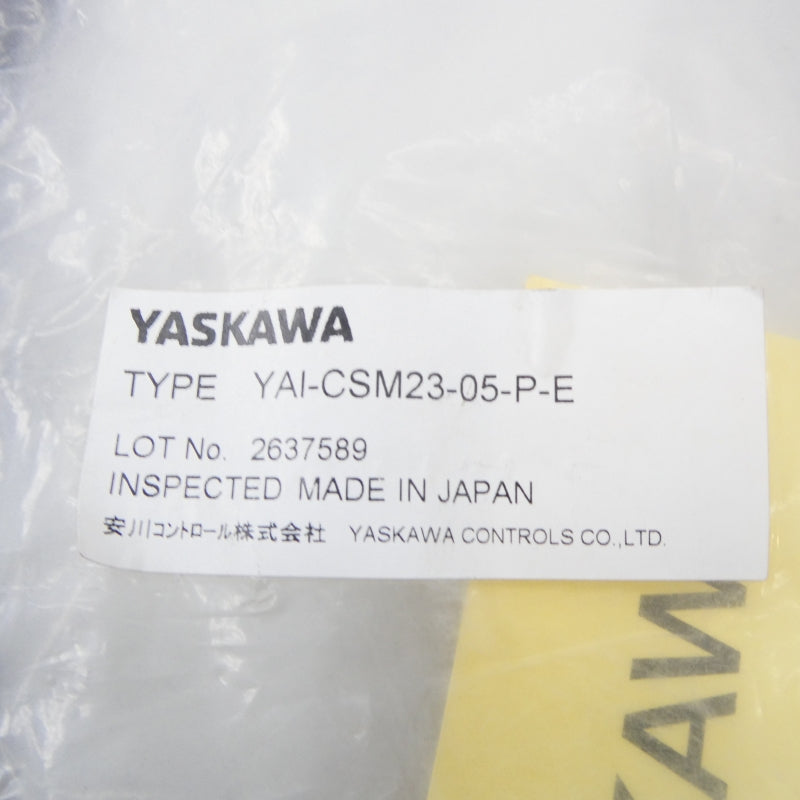 YASKAWA
TYPE YAI-CSM23-05-P-E
LOT No. 2637589
INSPECTED MADE IN JAPAN
安川コントロール株式会社 YASKAWA CONTROLS CO.,LTD.
KAW